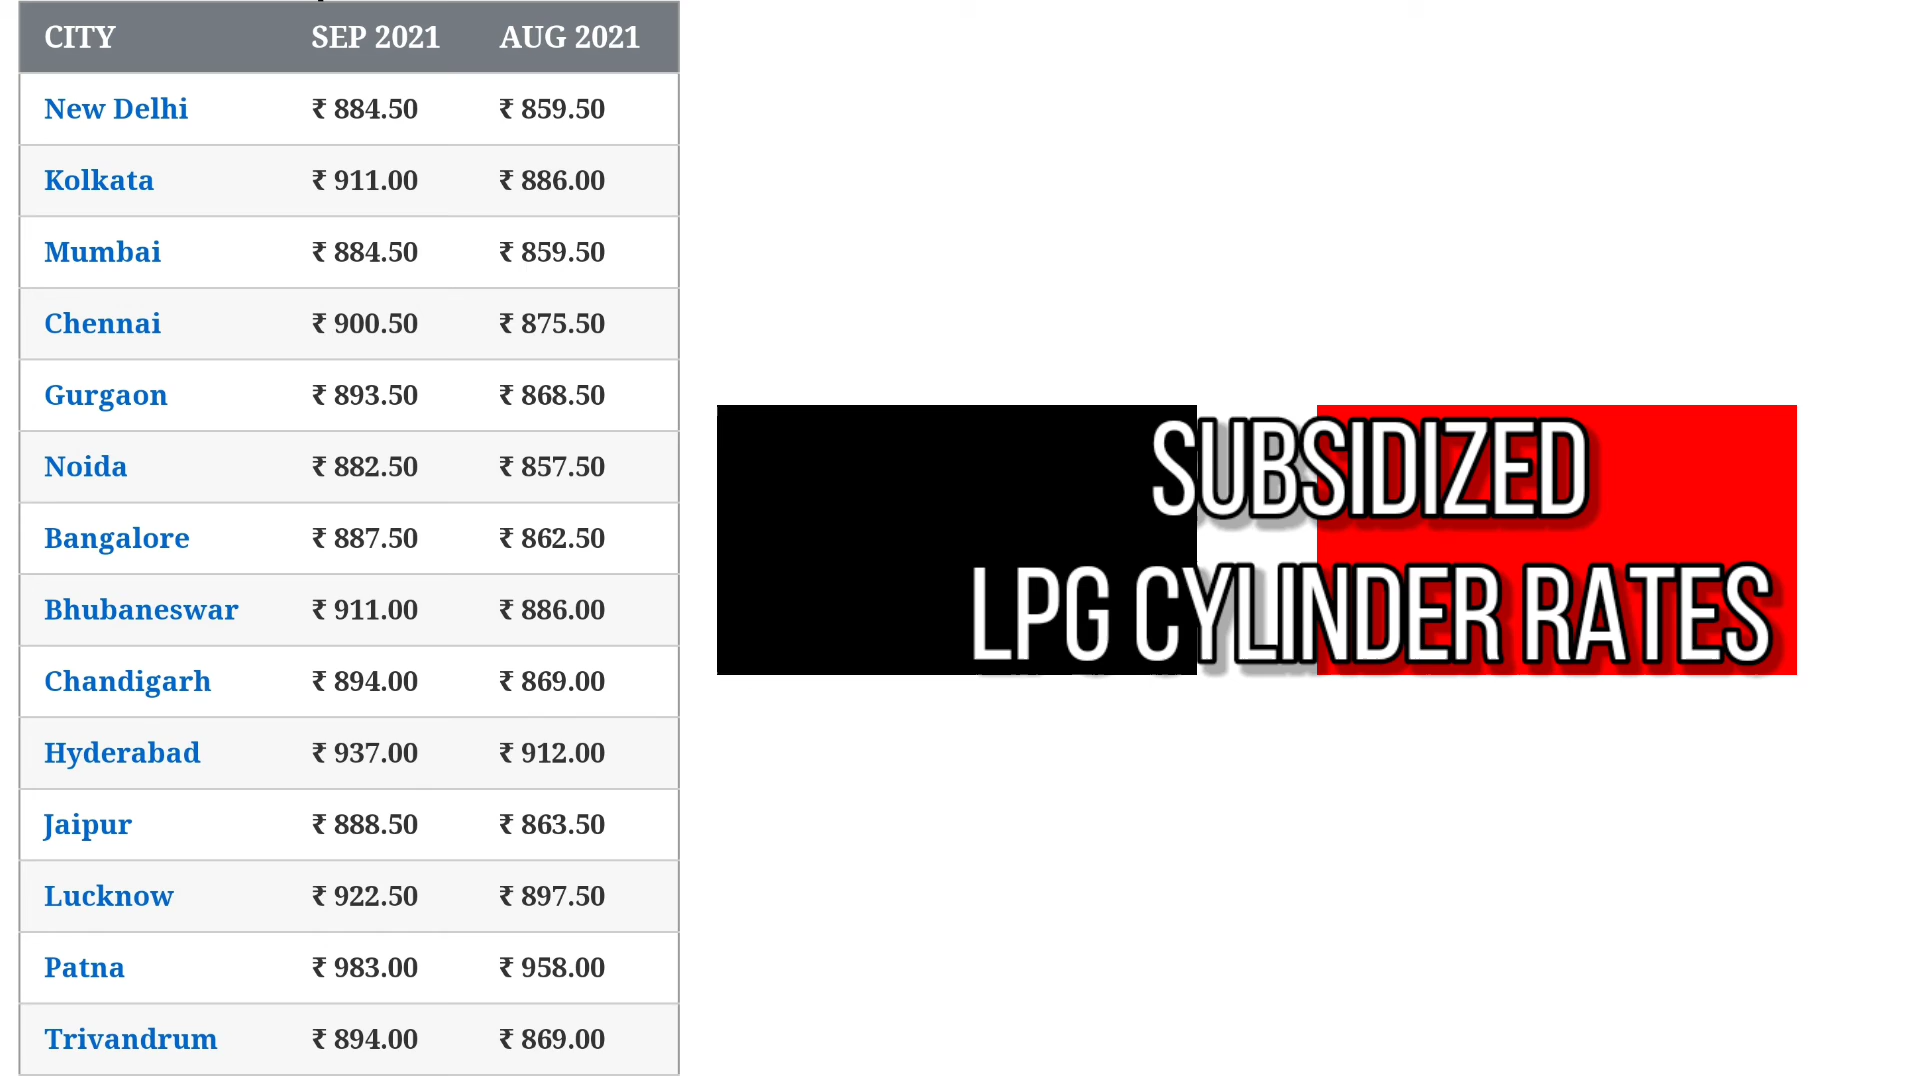 CITY SEP 2021 AUG 2021
New Delhi ₹ 884.50 ₹ 859.50
Kolkata ₹ 911.00 ₹ 886.00
Mumbai ₹ 884.50 ₹ 859.50
Chennai ₹ 900.50 ₹ 875.50
Gurgaon ₹ 893.50 ₹ 868.50
Noida ₹ 882.50 ₹ 857.50
Bangalore ₹ 887.50 ₹ 862.50
Bhubaneswar ₹ 911.00 ₹ 886.00
Chandigarh ₹ 894.00 ₹ 869.00
Hyderabad ₹ 937.00 ₹ 912.00
Jaipur ₹ 888.50 ₹ 863.50
Lucknow ₹ 922.50 ₹ 897.50
Patna ₹ 983.00 ₹ 958.00
Trivandrum ₹ 894.00 ₹ 869.00
SUBSIDIZED
LPG CYLINDER RATES